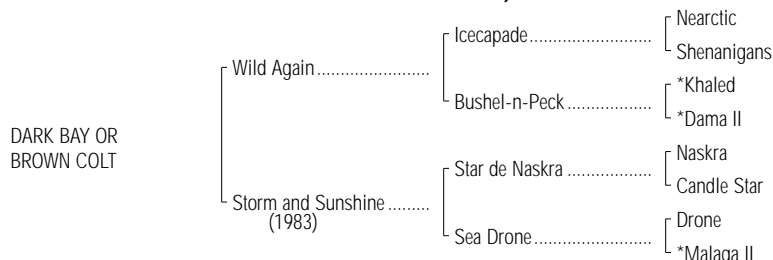 Nearctic
Icecapade
Shenanigans
Wild Again
*Khaled
Bushel-n-Peck
*Dama II
DARK BAY OR
BROWN COLT
Naskra
Star de Naskra
Candle Star
Storm and Sunshine
(1983)
Drone
Sea Drone
*Malaga II